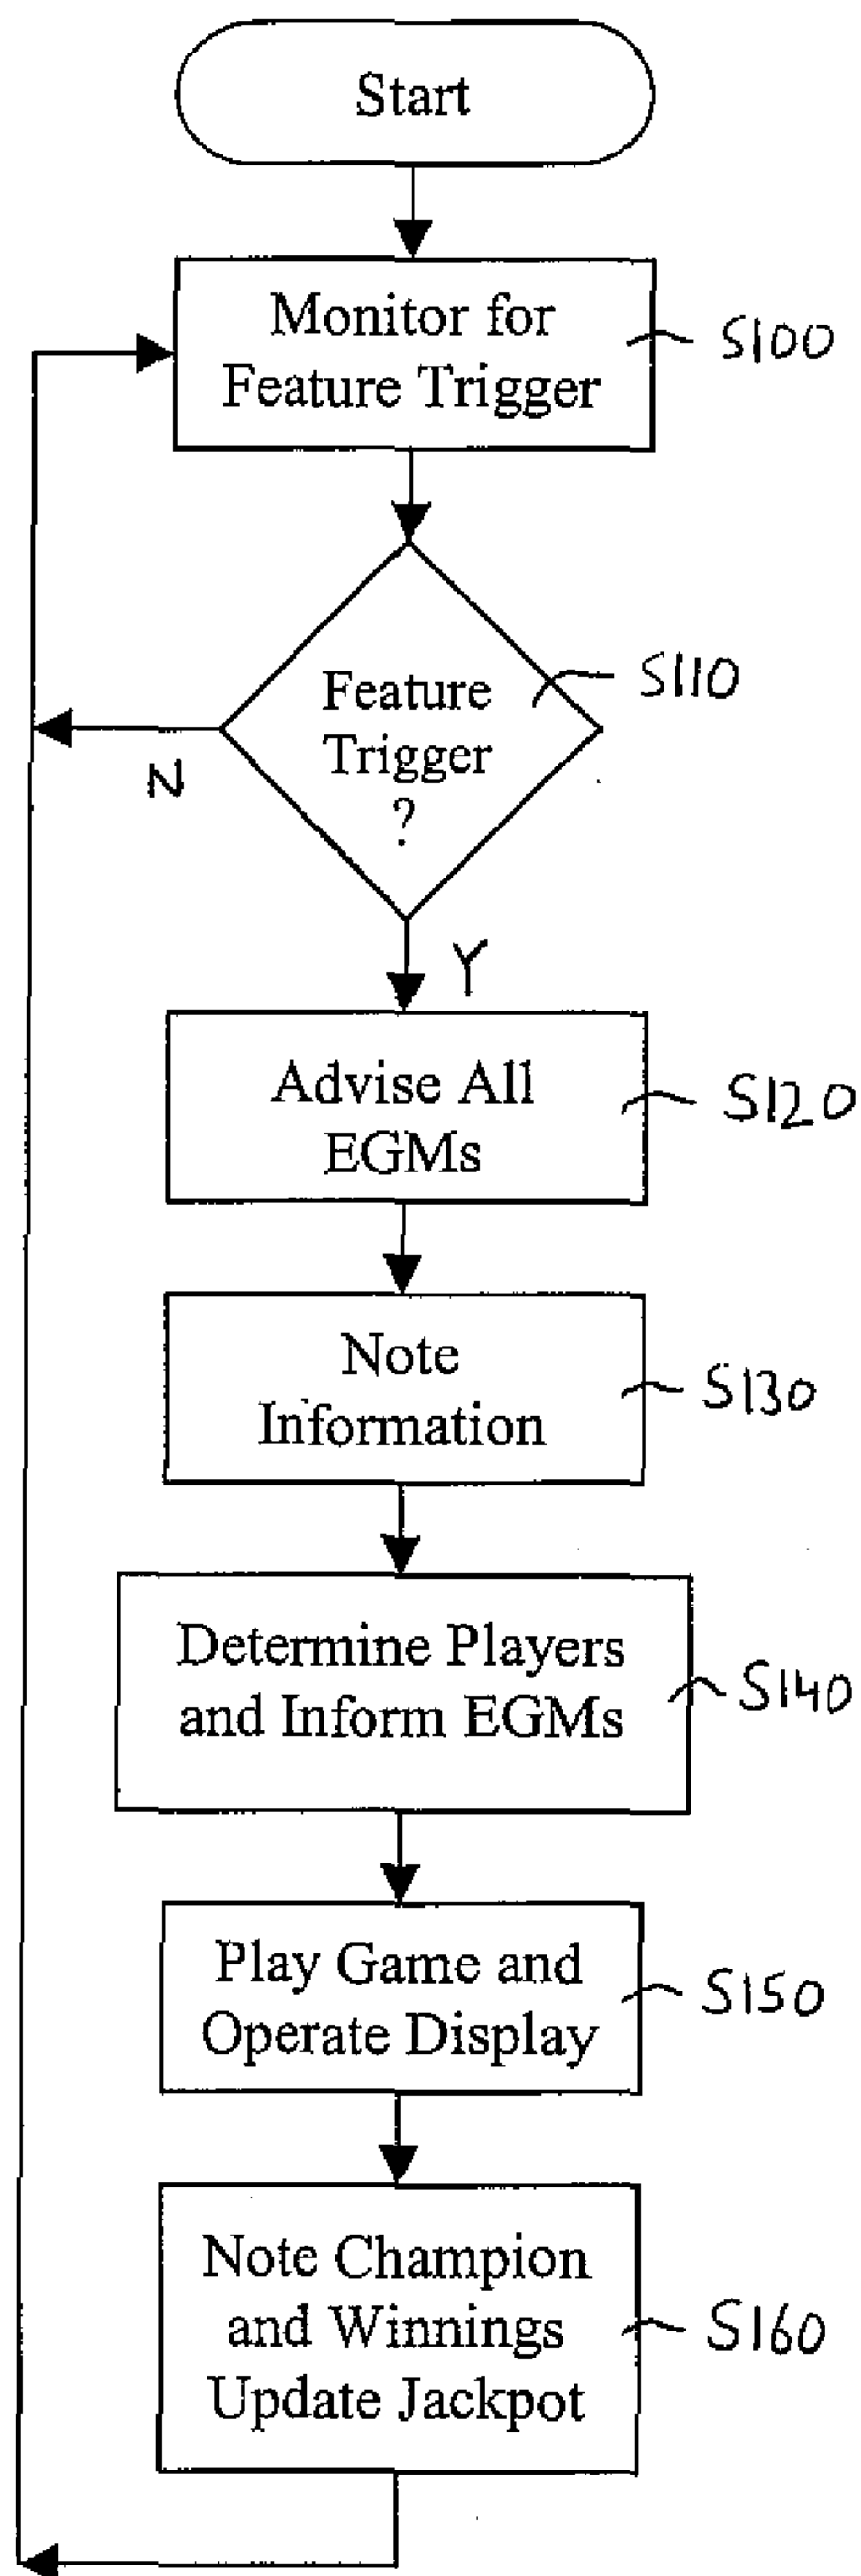 Start
Monitor for
Feature Trigger
S100
Feature
Trigger
?
S110
N
Y
Advise All
EGMs
S120
Note
Information
S130
Determine Players
and Inform EGMs
S140
Play Game and
Operate Display
S150
Note Champion
and Winnings
Update Jackpot
S160